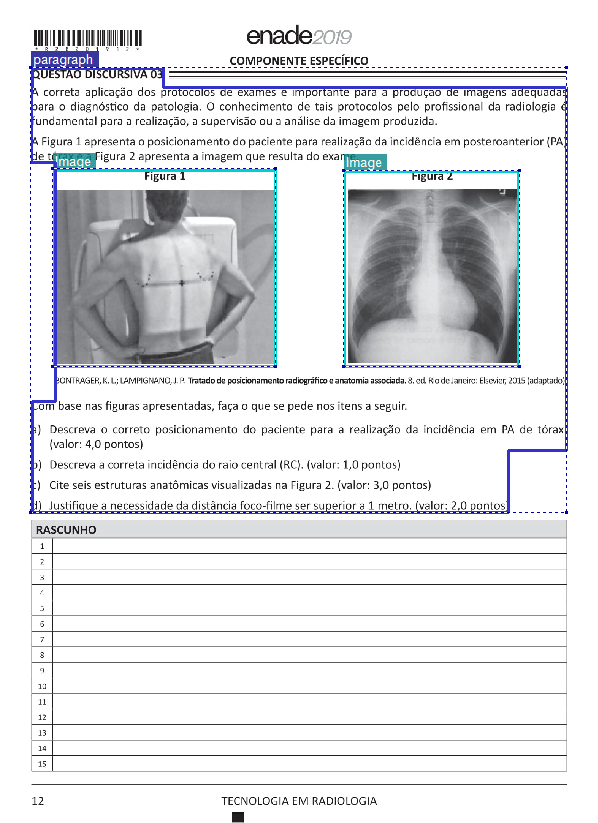 enade2019
*R2620191?*
COMPONENTE ESPECÍFICO
paragraph
QUESTÃO DISCURSIVA 03
A correta aplicação dos protocolos de exames é importante para a produção de imagens adequadas
para o diagnóstico da patologia. O conhecimento de tais protocolos pelo profissional da radiologia é
fundamental para a realização, a supervisão ou a análise da imagem produzida.
A Figura 1 apresenta o posicionamento do paciente para realização da incidência em posteroanterior (PA)
de tórax e a Figura 2 apresenta a imagem que resulta do exame.
Image
Image
Figura 1
Figura 2
BONTRAGER, K. L.; LAMPIGNANO, J. P. Tratado de posicionamento radiográfico e anatomia associada. 8. ed. Rio de Janeiro: Elsevier, 2015 (adaptado).
Com base nas figuras apresentadas, faça o que se pede nos itens a seguir.
a) Descreva o correto posicionamento do paciente para a realização da incidência em PA de tórax.
(valor: 4,0 pontos)
b) Descreva a correta incidência do raio central (RC). (valor: 1,0 pontos)
c) Cite seis estruturas anatômicas visualizadas na Figura 2. (valor: 3,0 pontos)
d) Justifique a necessidade da distância foco-filme ser superior a 1 metro. (valor: 2,0 pontos)
RASCUNHO
1
2
3
4
5
6
7
8
9
10
11
12
13
14
15
12
TECNOLOGIA EM RADIOLOGIA